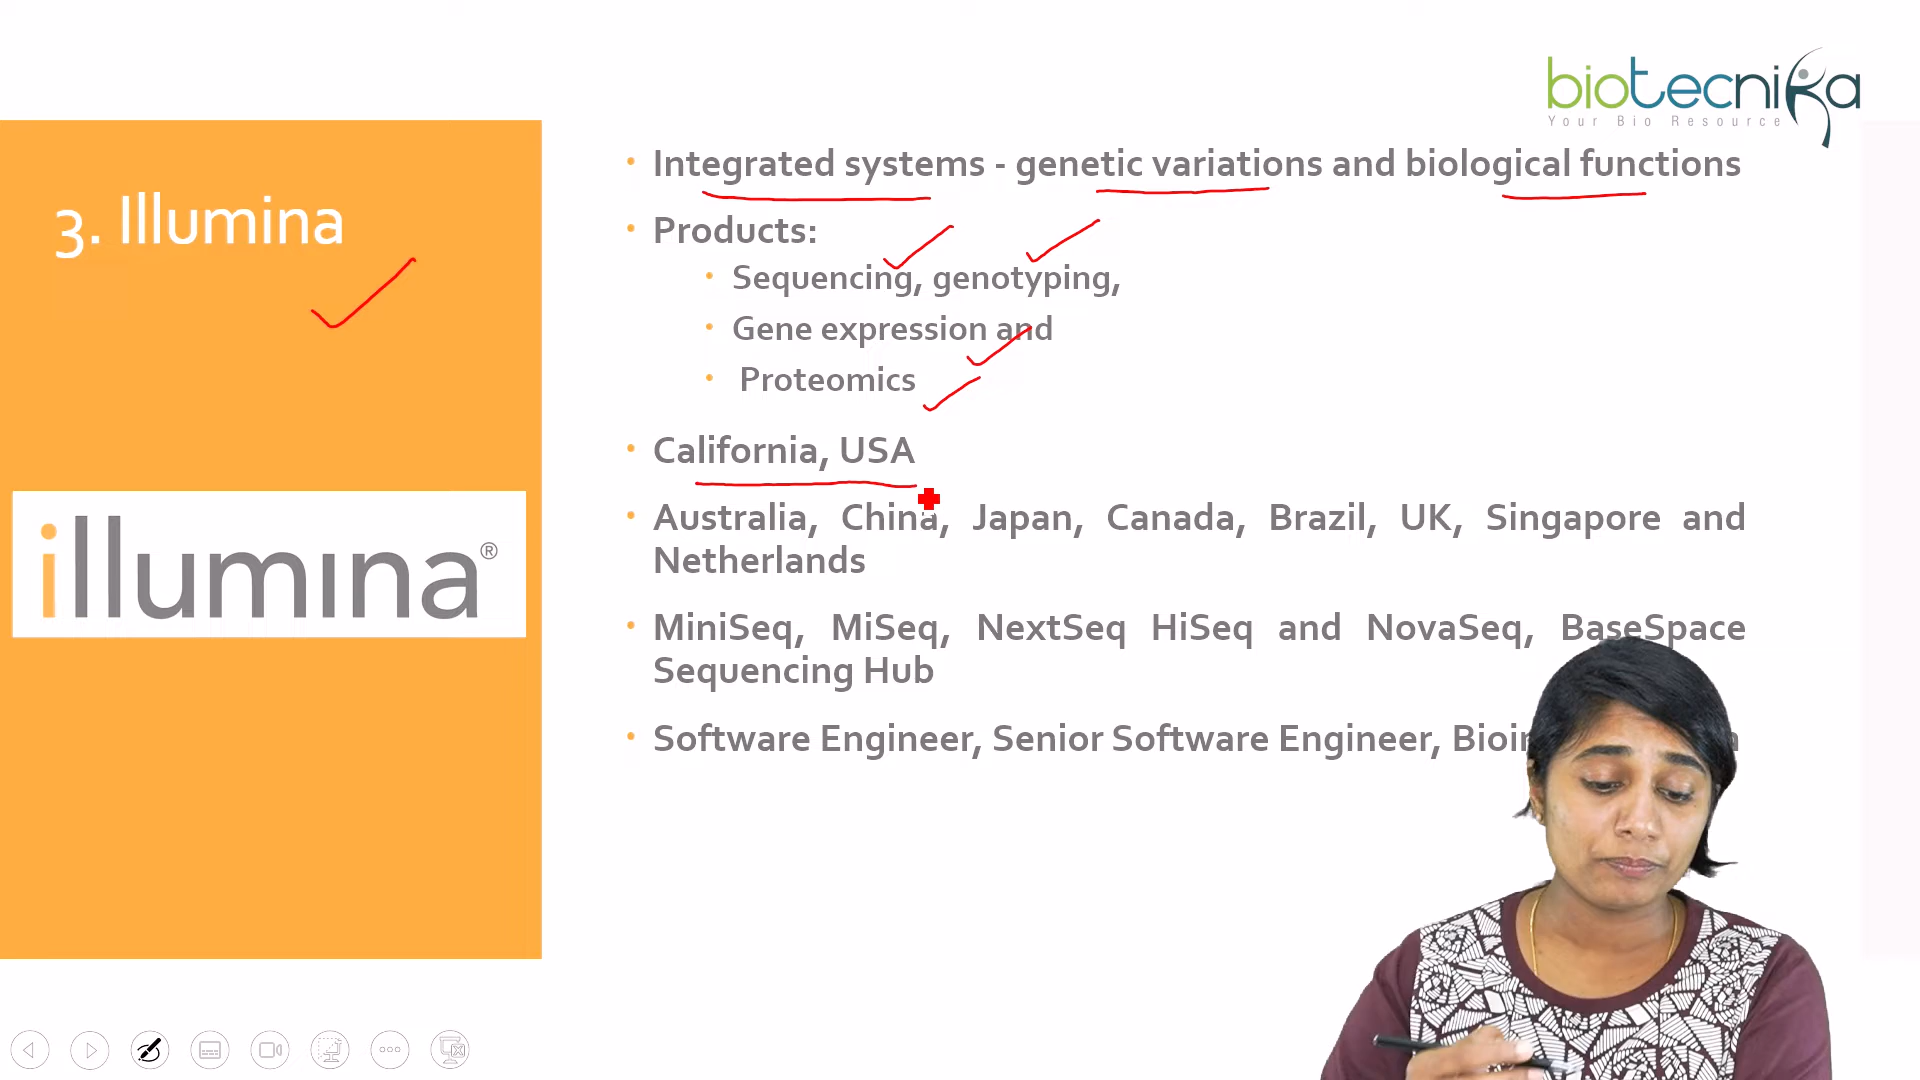 biotecnika
Your Bio Resource
3. Illumina
illumina®
• Integrated systems - genetic variations and biological functions
• Products:
• Sequencing, genotyping,
• Gene expression and
• Proteomics
• California, USA
• Australia, China, Japan, Canada, Brazil, UK, Singapore and
Netherlands
• MiniSeq, MiSeq, NextSeq HiSeq and NovaSeq, BaseSpace
Sequencing Hub
• Software Engineer, Senior Software Engineer,